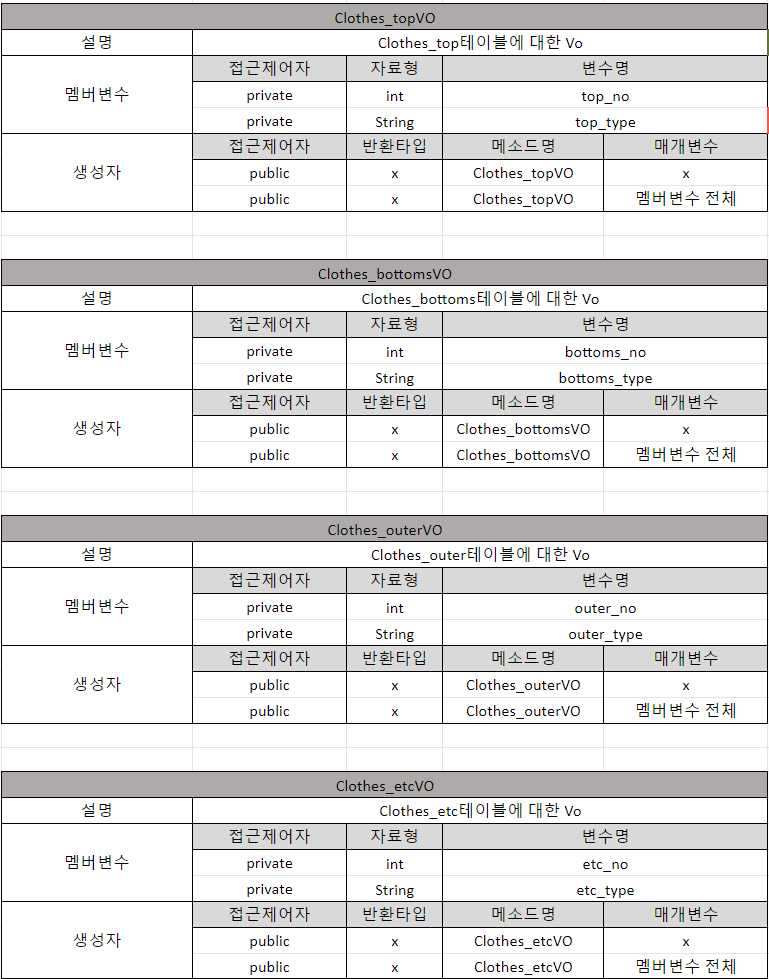 Clothes_topVO
설명 Clothes_top테이블에 대한 Vo
멤버변수 접근제어자 자료형 변수명
private int top_no
private String top_type
생성자 접근제어자 반환타입 메소드명 매개변수
public x Clothes_topVO x
public x Clothes_topVO 멤버변수 전체
Clothes_bottomsVO
설명 Clothes_bottoms테이블에 대한 Vo
멤버변수 접근제어자 자료형 변수명
private int bottoms_no
private String bottoms_type
생성자 접근제어자 반환타입 메소드명 매개변수
public x Clothes_bottomsVO x
public x Clothes_bottomsVO 멤버변수 전체
Clothes_outerVO
설명 Clothes_outer테이블에 대한 Vo
멤버변수 접근제어자 자료형 변수명
private int outer_no
private String outer_type
생성자 접근제어자 반환타입 메소드명 매개변수
public x Clothes_outerVO x
public x Clothes_outerVO 멤버변수 전체
Clothes_etcVO
설명 Clothes_etc테이블에 대한 Vo
멤버변수 접근제어자 자료형 변수명
private int etc_no
private String etc_type
생성자 접근제어자 반환타입 메소드명 매개변수
public x Clothes_etcVO x
public x Clothes_etcVO 멤버변수 전체